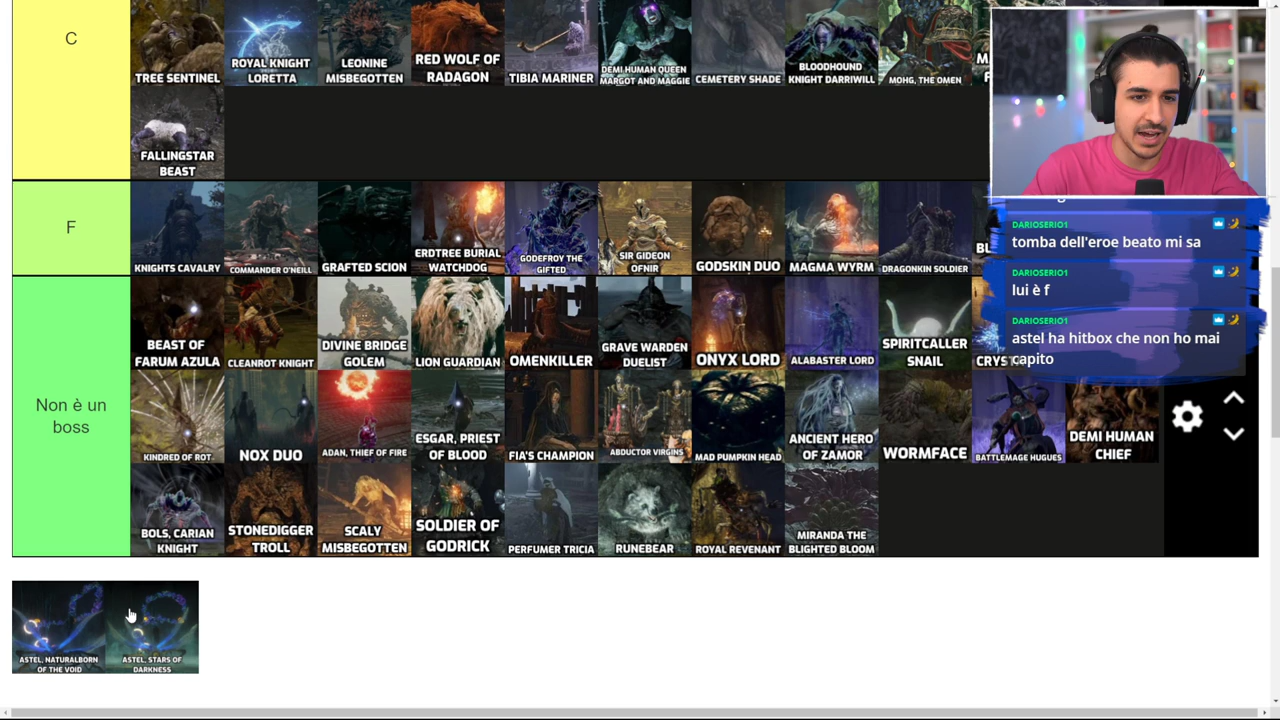 C
TREE SENTINEL
ROYAL KNIGHT
LORETTA
LEONINE
MISBEGOTTEN
RED WOLF OF
RADAGON
TIBIA MARINER
DEMI HUMAN QUEEN
MARGOT AND MAGGIE
CEMETERY SHADE
BLOODHOUND
KNIGHT DARRIWILL
MOHG, THE OMEN
FALLINGSTAR
BEAST
F
KNIGHTS CAVALRY
COMMANDER O'NEILL
GRAFTED SCION
ERDTREE BURIAL
WATCHDOG
GODEFROY THE
GIFTED
SIR GIDEON
OFNIR
GODSKIN DUO
MAGMA WYRM
DRAGONKIN SOLDIER
BL
DARIOSERIO1
tomba dell'eroe beato mi sa
DARIOSERIO1
lui è f
DARIOSERIO1
astel ha hitbox che non ho mai
capito
Non è un
boss
BEAST OF
FARUM AZULA
CLEANROT KNIGHT
DIVINE BRIDGE
GOLEM
LION GUARDIAN
OMENKILLER
GRAVE WARDEN
DUELIST
ONYX LORD
ALABASTER LORD
SPIRITCALLER
SNAIL
CRYST
KINDRED OF ROT
NOX DUO
ADAN, THIEF OF FIRE
ESGAR, PRIEST
OF BLOOD
FIA'S CHAMPION
ABDUCTOR VIRGINS
MAD PUMPKIN HEAD
ANCIENT HERO
OF ZAMOR
WORMFACE
BATTLEMAGE HUGUES
DEMI HUMAN
CHIEF
BOLS, CARIAN
KNIGHT
STONEDIGGER
TROLL
SCALY
MISBEGOTTEN
SOLDIER OF
GODRICK
PERFUMER TRICIA
RUNEBEAR
ROYAL REVENANT
MIRANDA THE
BLIGHTED BLOOM
ASTEL, NATURALBORN
OF THE VOID
ASTEL, STARS OF
DARKNESS